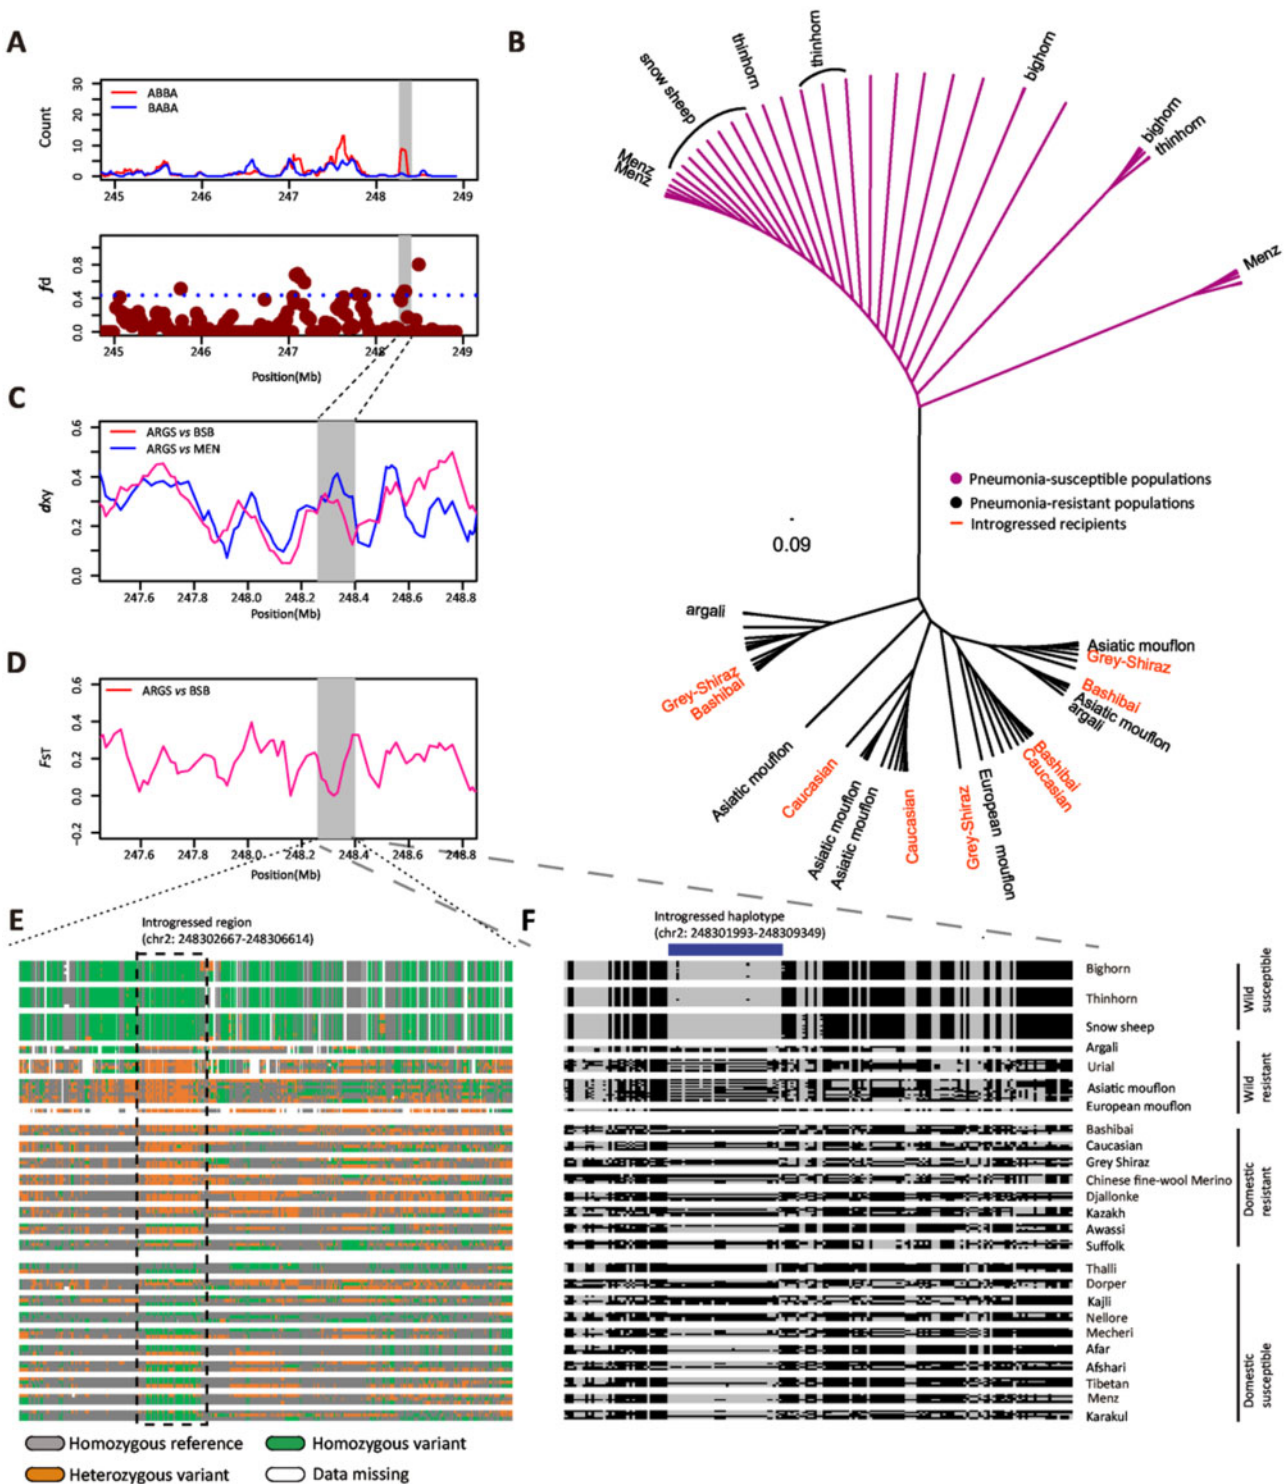 A
30
20
10
0
Count
ABBA
BABA
245
246
247
248
249
0.8
0.4
0.0
fd
245
246
247
248
249
Position(Mb)
B
Menz
Menz
snow sheep
thinhorn
thinhorn
bighorn
bighorn
thinhorn
Menz
Pneumonia-susceptible populations
Pneumonia-resistant populations
Introgressed recipients
0.09
argali
Grey-Shiraz
Bashibai
Asiatic mouflon
Caucasian
Asiatic mouflon
Asiatic mouflon
Caucasian
Grey-Shiraz
European mouflon
Caucasian
Bashibai
argali
Asiatic mouflon
Bashibai
Grey-Shiraz
Asiatic mouflon
C
0.6
0.4
0.2
0.0
dxy
ARGS vs BSB
ARGS vs MEN
247.6
247.8
248.0
248.2
248.4
248.6
248.8
Position(Mb)
D
0.6
0.4
0.2
0.0
-0.2
FST
ARGS vs BSB
247.6
247.8
248.0
248.2
248.4
248.6
248.8
Position(Mb)
E
Introgressed region
(chr2: 248302667-248306614)
Homozygous reference
Homozygous variant
Heterozygous variant
Data missing
F
Introgressed haplotype
(chr2: 248301993-248309349)
Bighorn
Thinhorn
Snow sheep
Argali
Urial
Asiatic mouflon
European mouflon
Bashibai
Caucasian
Grey Shiraz
Chinese fine-wool Merino
Djallonke
Kazakh
Awassi
Suffolk
Thalli
Dorper
Kajli
Nellore
Mecheri
Afar
Afshari
Tibetan
Menz
Karakul
Wild
susceptible
Wild
resistant
Domestic
resistant
Domestic
susceptible